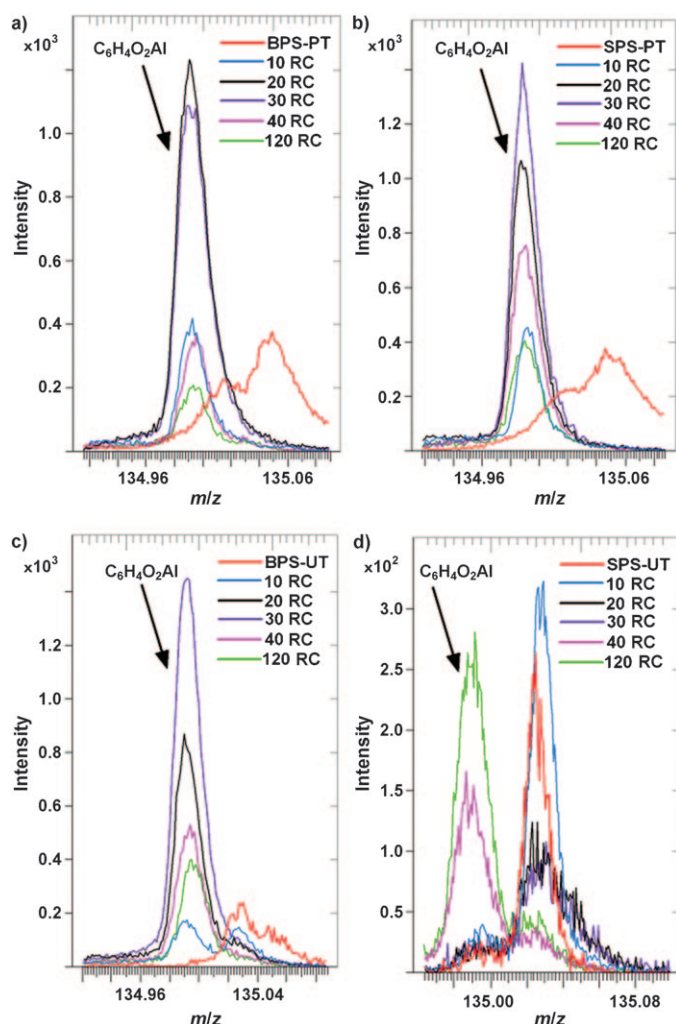 a)
x10³
C₆H₄O₂Al
BPS-PT
10 RC
20 RC
30 RC
40 RC
120 RC
1.0
0.8
0.6
0.4
0.2
Intensity
134.96 135.06
m/z
b)
x10³
C₆H₄O₂Al
SPS-PT
10 RC
20 RC
30 RC
40 RC
120 RC
1.2
1.0
0.8
0.6
0.4
0.2
Intensity
134.96 135.06
m/z
c)
x10³
C₆H₄O₂Al
BPS-UT
10 RC
20 RC
30 RC
40 RC
120 RC
1.2
1.0
0.8
0.6
0.4
0.2
Intensity
134.96 135.04
m/z
d)
x10²
C₆H₄O₂Al
SPS-UT
10 RC
20 RC
30 RC
40 RC
120 RC
3.0
2.5
2.0
1.5
1.0
0.5
Intensity
135.00 135.08
m/z